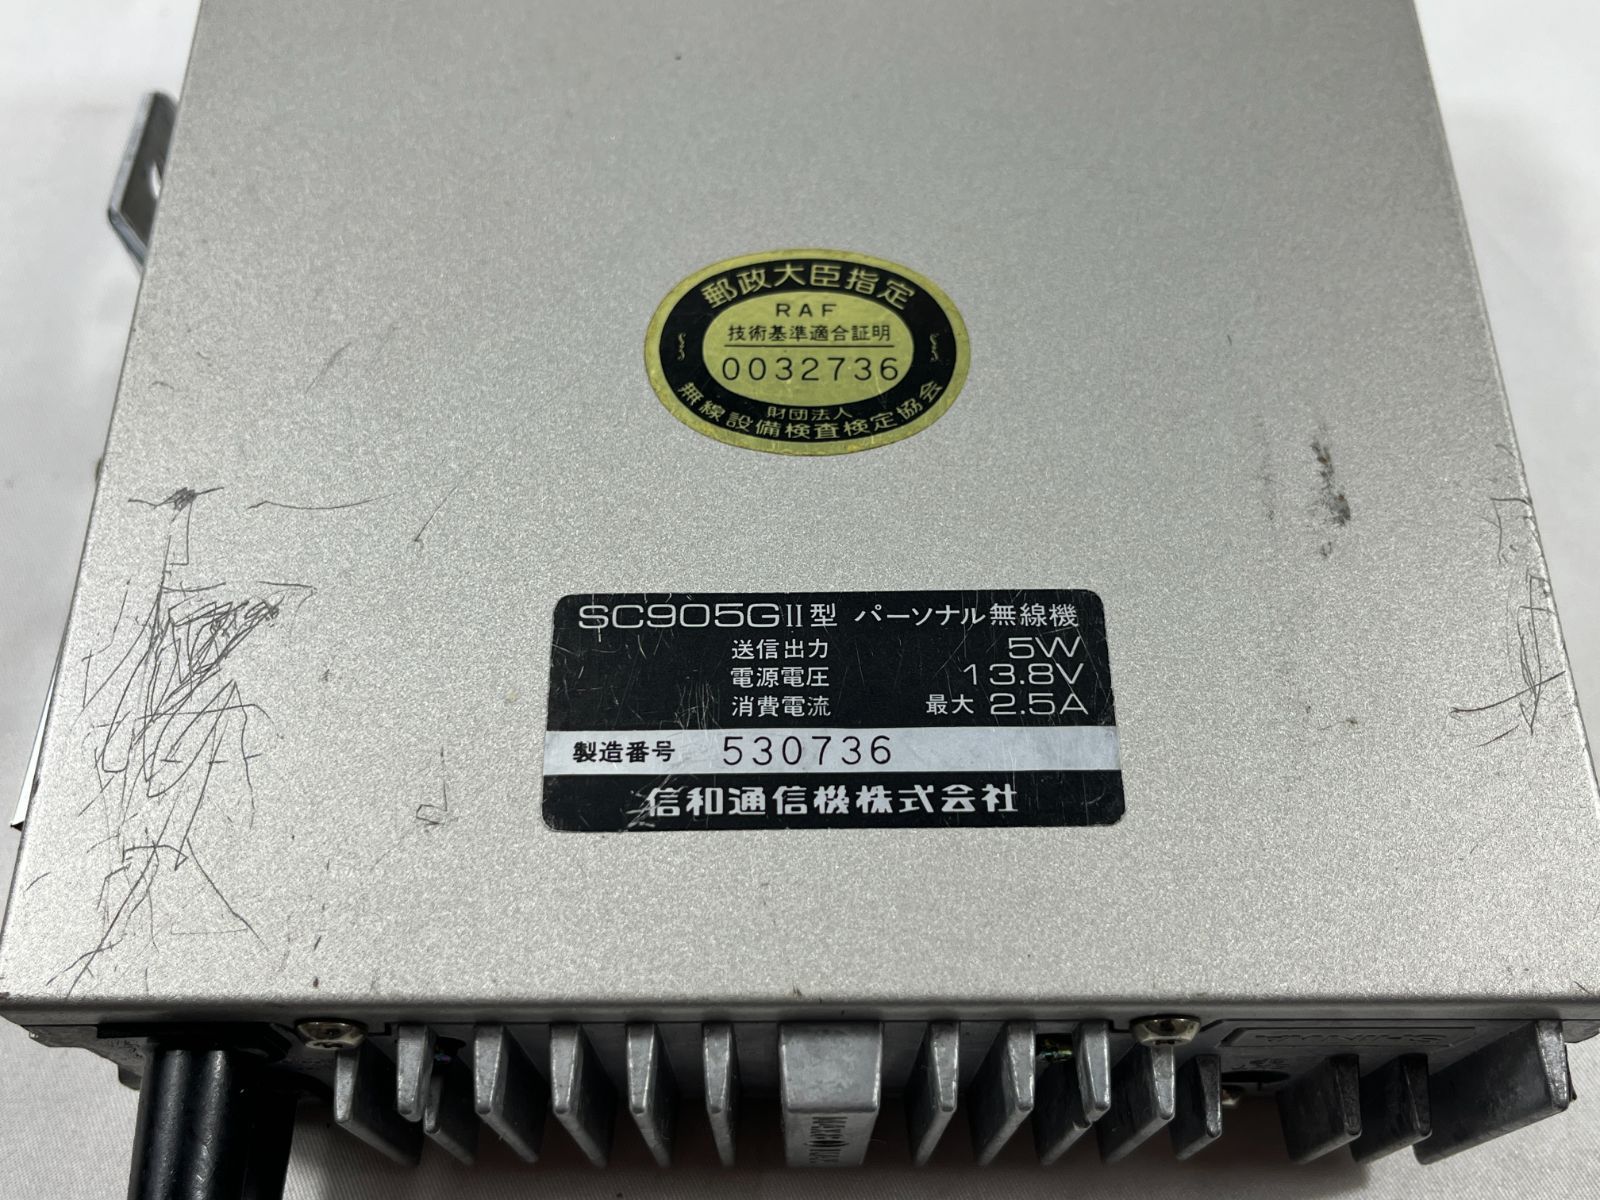 郵政大臣指定
RAF
技術基準適合証明
0032736
財団法人
無線設備検査検定協会
SC905GII型 パーソナル無線機
送信出力 5W
電源電圧 13.8V
消費電流 最大 2.5A
製造番号 530736
信和通信機株式会社